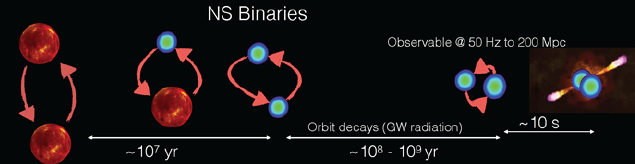 NS Binaries
Observable @ 50 Hz to 200 Mpc
Orbit decays (GW radiation)
~10 s
~10⁷ yr
~10⁸ - 10⁹ yr